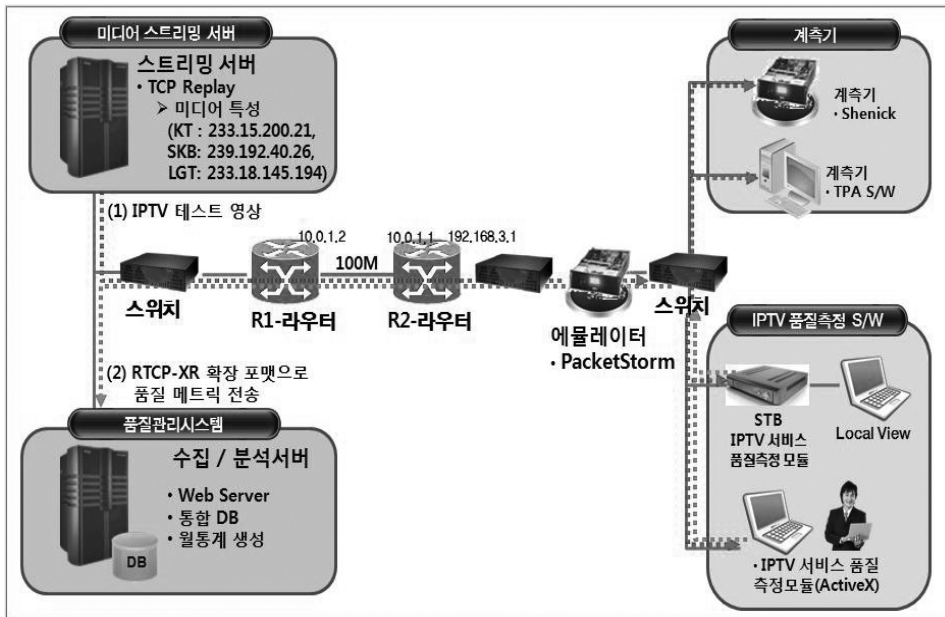 미디어 스트리밍 서버
스트리밍 서버
• TCP Replay
➢ 미디어 특성
(KT : 233.15.200.21,
SKB: 239.192.40.26,
LGT: 233.18.145.194)
(1) IPTV 테스트 영상
스위치
10.0.1.2
R1-라우터
100M
10.0.1.1
192.168.3.1
R2-라우터
에뮬레이터
• PacketStorm
스위치
계측기
계측기
• Shenick
계측기
• TPA S/W
(2) RTCP-XR 확장 포맷으로
품질 메트릭 전송
품질관리시스템
수집 / 분석서버
• Web Server
• 통합 DB
• 월통계 생성
DB
IPTV 품질측정 S/W
STB
IPTV 서비스
품질측정 모듈
Local View
• IPTV 서비스 품질
측정모듈(ActiveX)